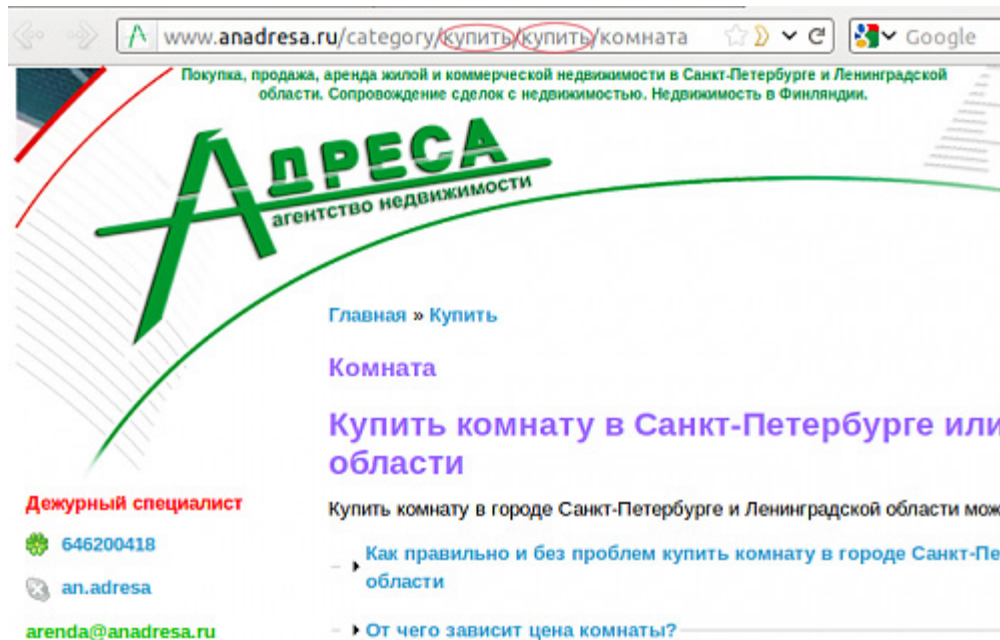 www.anadresa.ru/category/купить/купить/комната
Google
Покупка, продажа, аренда жилой и коммерческой недвижимости в Санкт-Петербурге и Ленинградской
области. Сопровождение сделок с недвижимостью. Недвижимость в Финляндии.
АДРЕСА
агентство недвижимости
Главная » Купить
Комната
Купить комнату в Санкт-Петербурге или
области
Дежурный специалист
646200418
an.adresa
arenda@anadresa.ru
Купить комнату в городе Санкт-Петербурге и Ленинградской области мож
Как правильно и без проблем купить комнату в городе Санкт-Пе
области
От чего зависит цена комнаты?